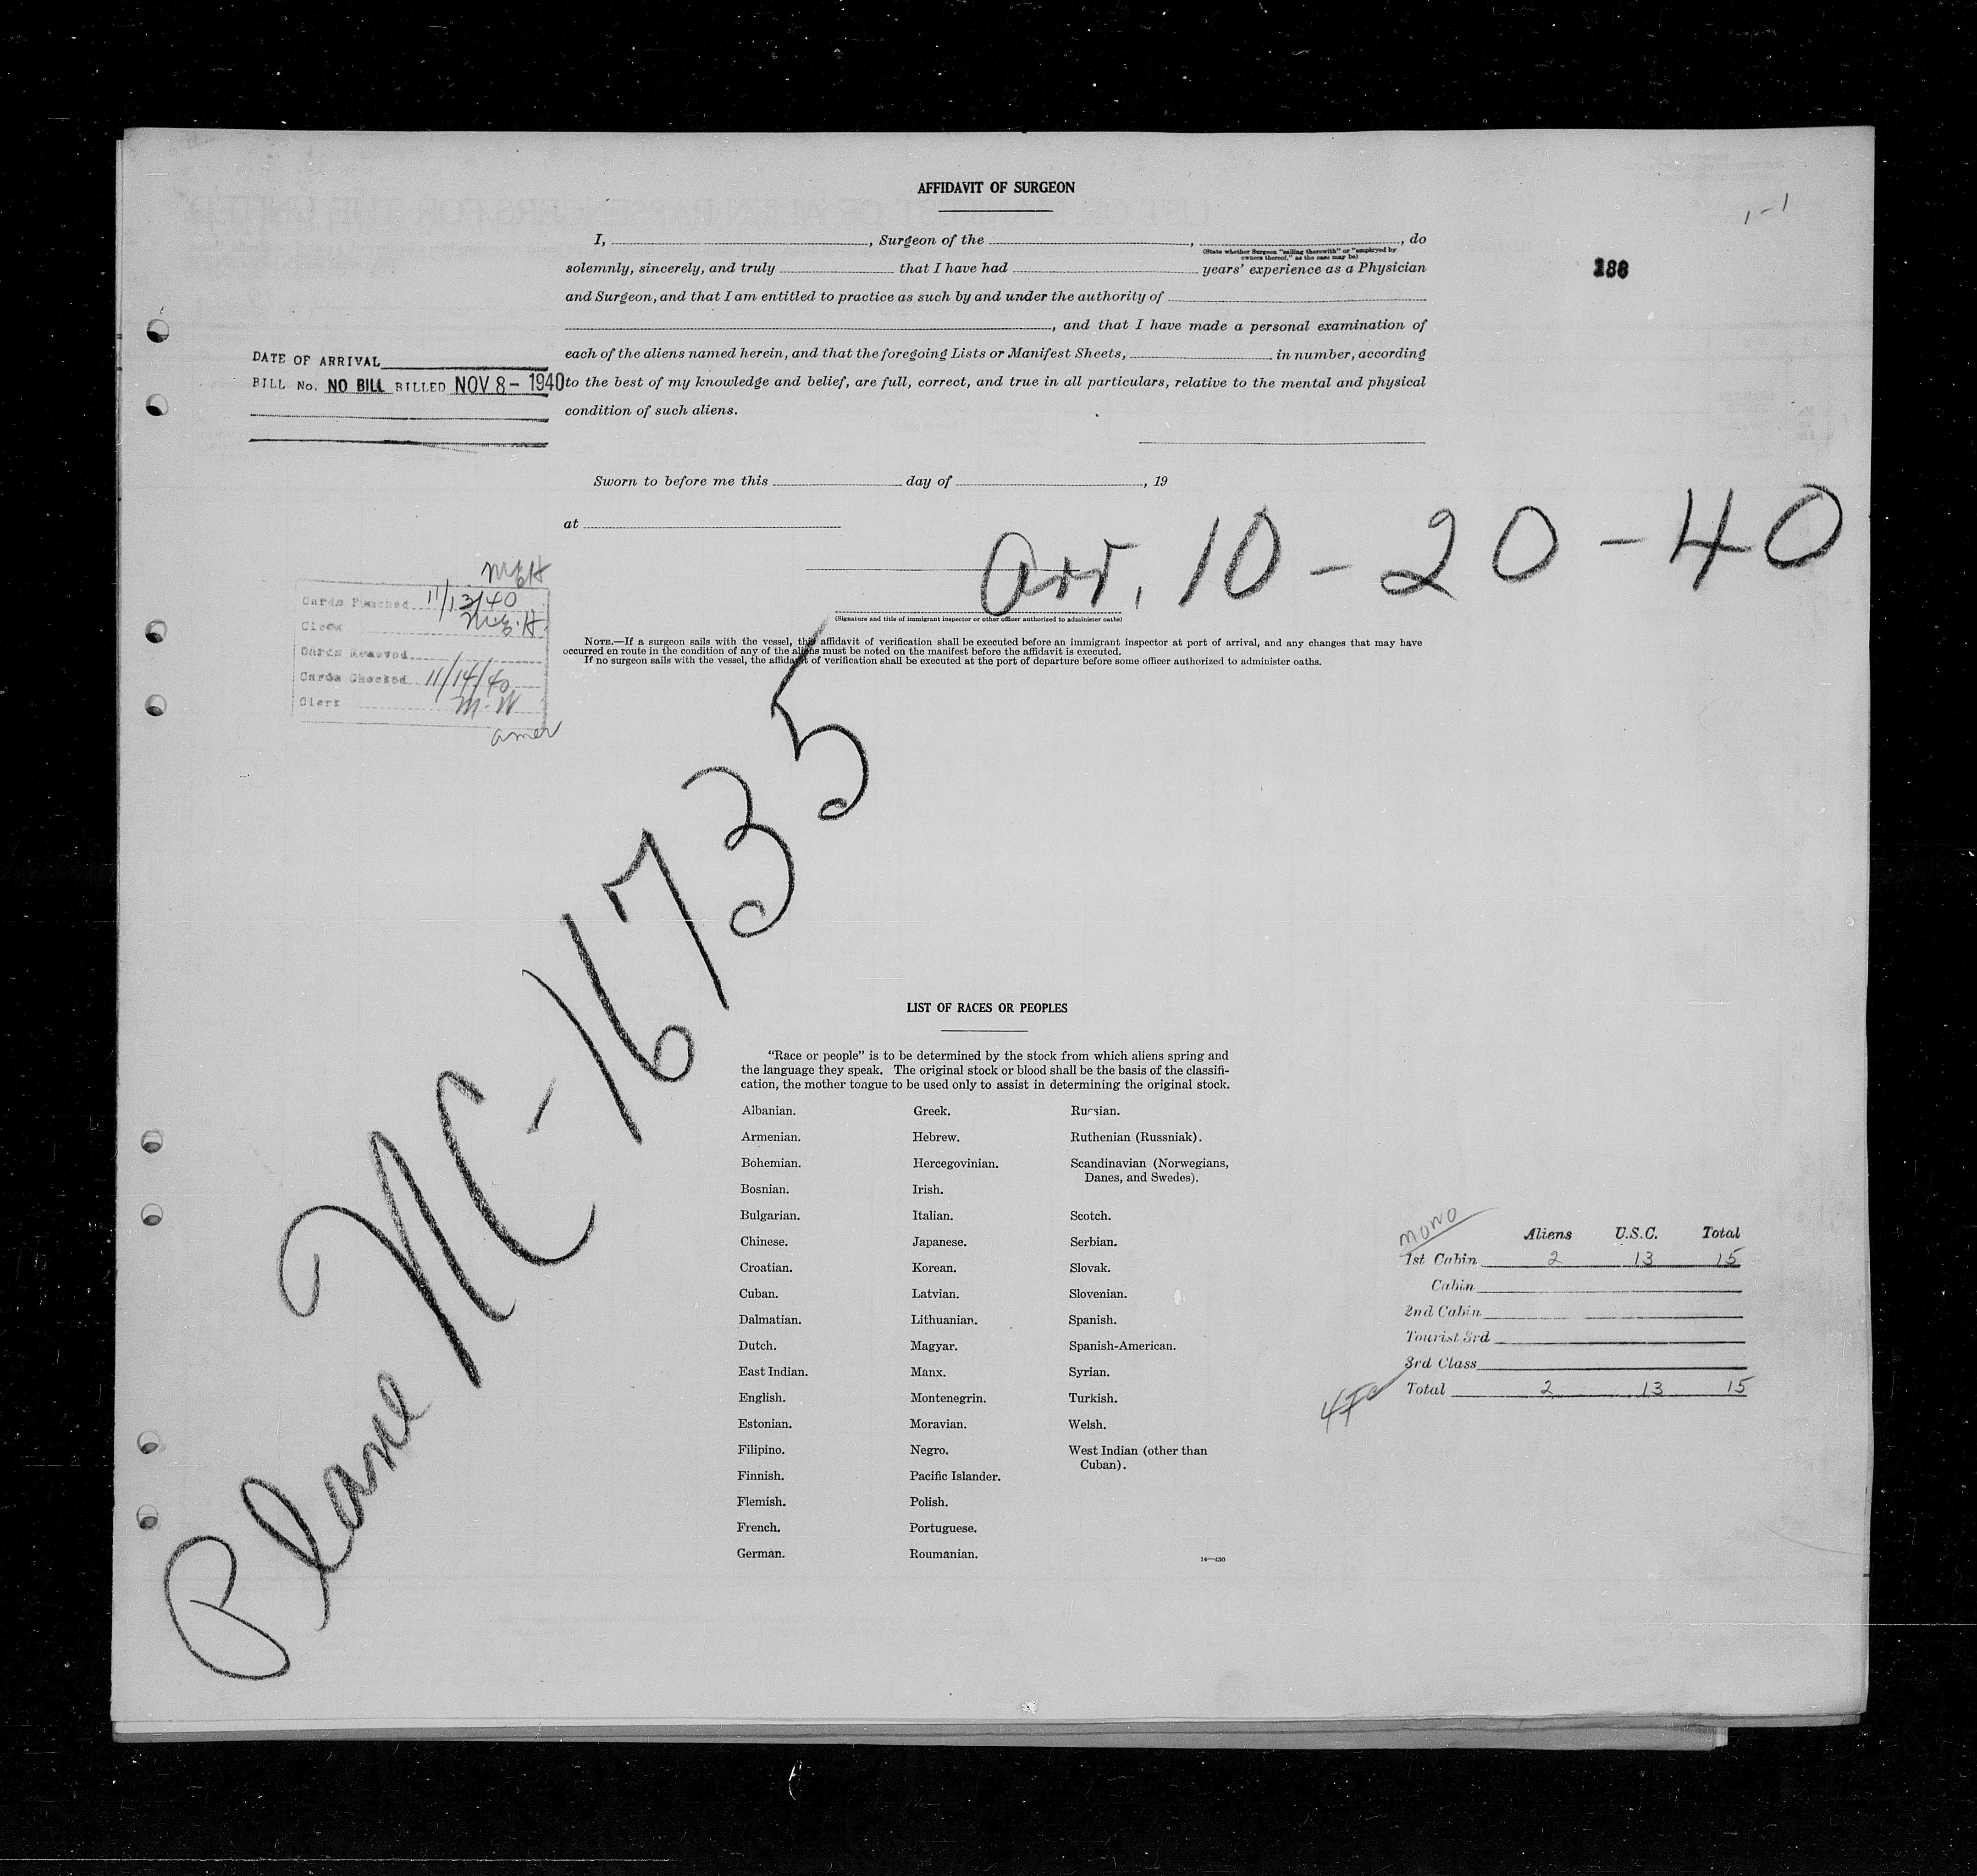 AFFIDAVIT OF SURGEON
1-1
I, , Surgeon of the , , do
(State whether Surgeon "sailing therewith" or "employed by
owners thereof," as the case may be)
solemnly, sincerely, and truly that I have had years' experience as a Physician
186
and Surgeon, and that I am entitled to practice as such by and under the authority of
, and that I have made a personal examination of
each of the aliens named herein, and that the foregoing Lists or Manifest Sheets, in number, according
to the best of my knowledge and belief, are full, correct, and true in all particulars, relative to the mental and physical
condition of such aliens.
DATE OF ARRIVAL
BILL No. NO BILL BILLED NOV 8 - 1940
Sworn to before me this day of , 19
at
Arr. 10-20-40
(Signature and title of immigrant inspector or other officer authorized to administer oaths)
Cards Punched 11/13/40
Clerk
Cards Cheched 11/14/40
Clerk M.W
amer
NOTE.—If a surgeon sails with the vessel, this affidavit of verification shall be executed before an immigrant inspector at port of arrival, and any changes that may have
occurred en route in the condition of any of the aliens must be noted on the manifest before the affidavit is executed.
If no surgeon sails with the vessel, the affidavit of verification shall be executed at the port of departure before some officer authorized to administer oaths.
Plane NC-16735
LIST OF RACES OR PEOPLES
"Race or people" is to be determined by the stock from which aliens spring and
the language they speak. The original stock or blood shall be the basis of the classifi-
cation, the mother tongue to be used only to assist in determining the original stock.
Albanian.
Armenian.
Bohemian.
Bosnian.
Bulgarian.
Chinese.
Croatian.
Cuban.
Dalmatian.
Dutch.
East Indian.
English.
Estonian.
Filipino.
Finnish.
Flemish.
French.
German.
Greek.
Hebrew.
Hercegovinian.
Irish.
Italian.
Japanese.
Korean.
Latvian.
Lithuanian.
Magyar.
Manx.
Montenegrin.
Moravian.
Negro.
Pacific Islander.
Polish.
Portuguese.
Roumanian.
Russian.
Ruthenian (Russniak).
Scandinavian (Norwegians,
Danes, and Swedes).
Scotch.
Serbian.
Slovak.
Slovenian.
Spanish.
Spanish-American.
Syrian.
Turkish.
Welsh.
West Indian (other than
Cuban).
14—430
mono
Aliens U.S.C. Total
1st Cabin 2 13 15
Cabin
2nd Cabin
Tourist 3rd
3rd Class
Total 2 13 15